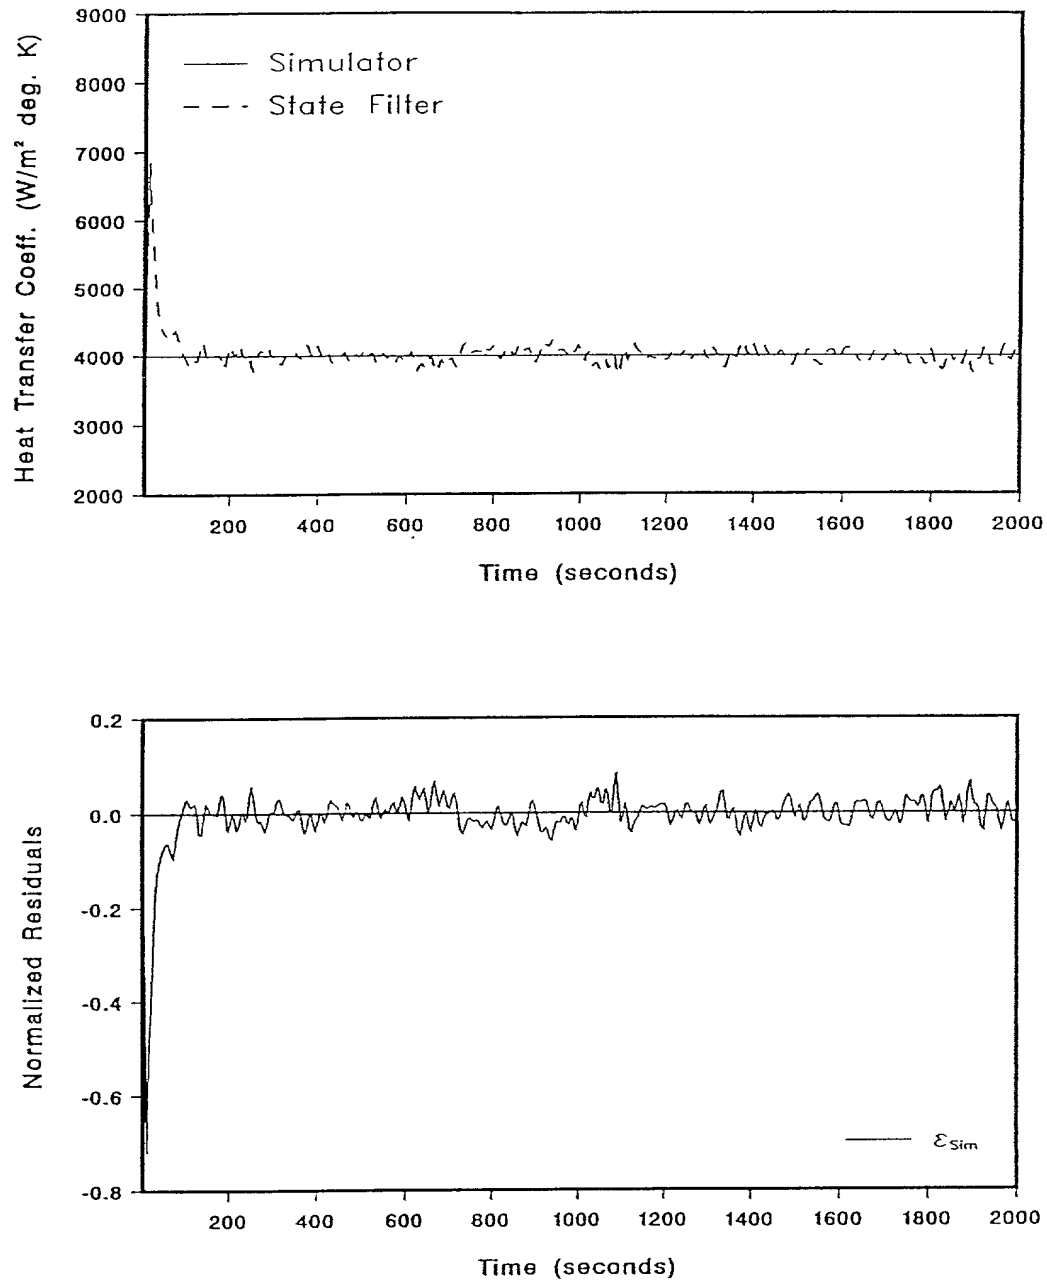 Heat Transfer Coeff. (W/m² deg. K)
9000
8000
7000
6000
5000
4000
3000
2000
Simulator
State Filter
200 400 600 800 1000 1200 1400 1600 1800 2000
Time (seconds)
Normalized Residuals
0.2
0.0
-0.2
-0.4
-0.6
-0.8
εSim
200 400 600 800 1000 1200 1400 1600 1800 2000
Time (seconds)